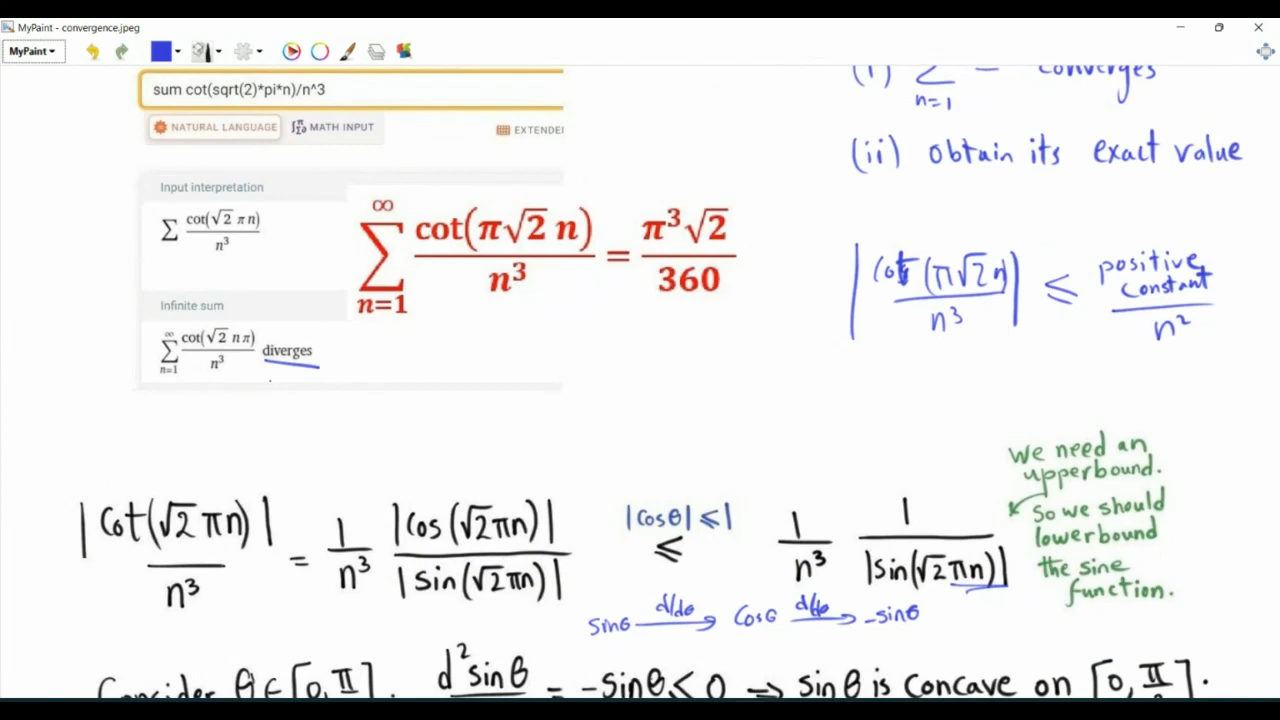 MyPaint - convergence.jpeg
MyPaint
sum cot(sqrt(2)*pi*n)/n^3
NATURAL LANGUAGE
MATH INPUT
EXTENDE
Input interpretation
∑ cot(√2 π n)/n³
Infinite sum
∑_{n=1}^{∞} cot(√2 n π)/n³ diverges
∑_{n=1}^{∞} cot(π√2 n)/n³ = π³√2/360
(i) ∑_{n=1} converges
(ii) obtain its exact value
|cot(π√2 n)/n³| ≤ positive constant/n²
We need an
upperbound.
So we should
lowerbound
the sine
function.
|cot(√2πn)|/n³ = 1/n³ |cos(√2πn)|/|sin(√2πn)| ≤ 1/n³ 1/|sin(√2πn)|
|cosθ| ≤ 1
sinθ d/dθ → cosθ d/dθ → -sinθ
Consider θ ∈ [0, π/]. d² sinθ = -sinθ < 0 ⇒ sinθ is concave on [0, π/2].